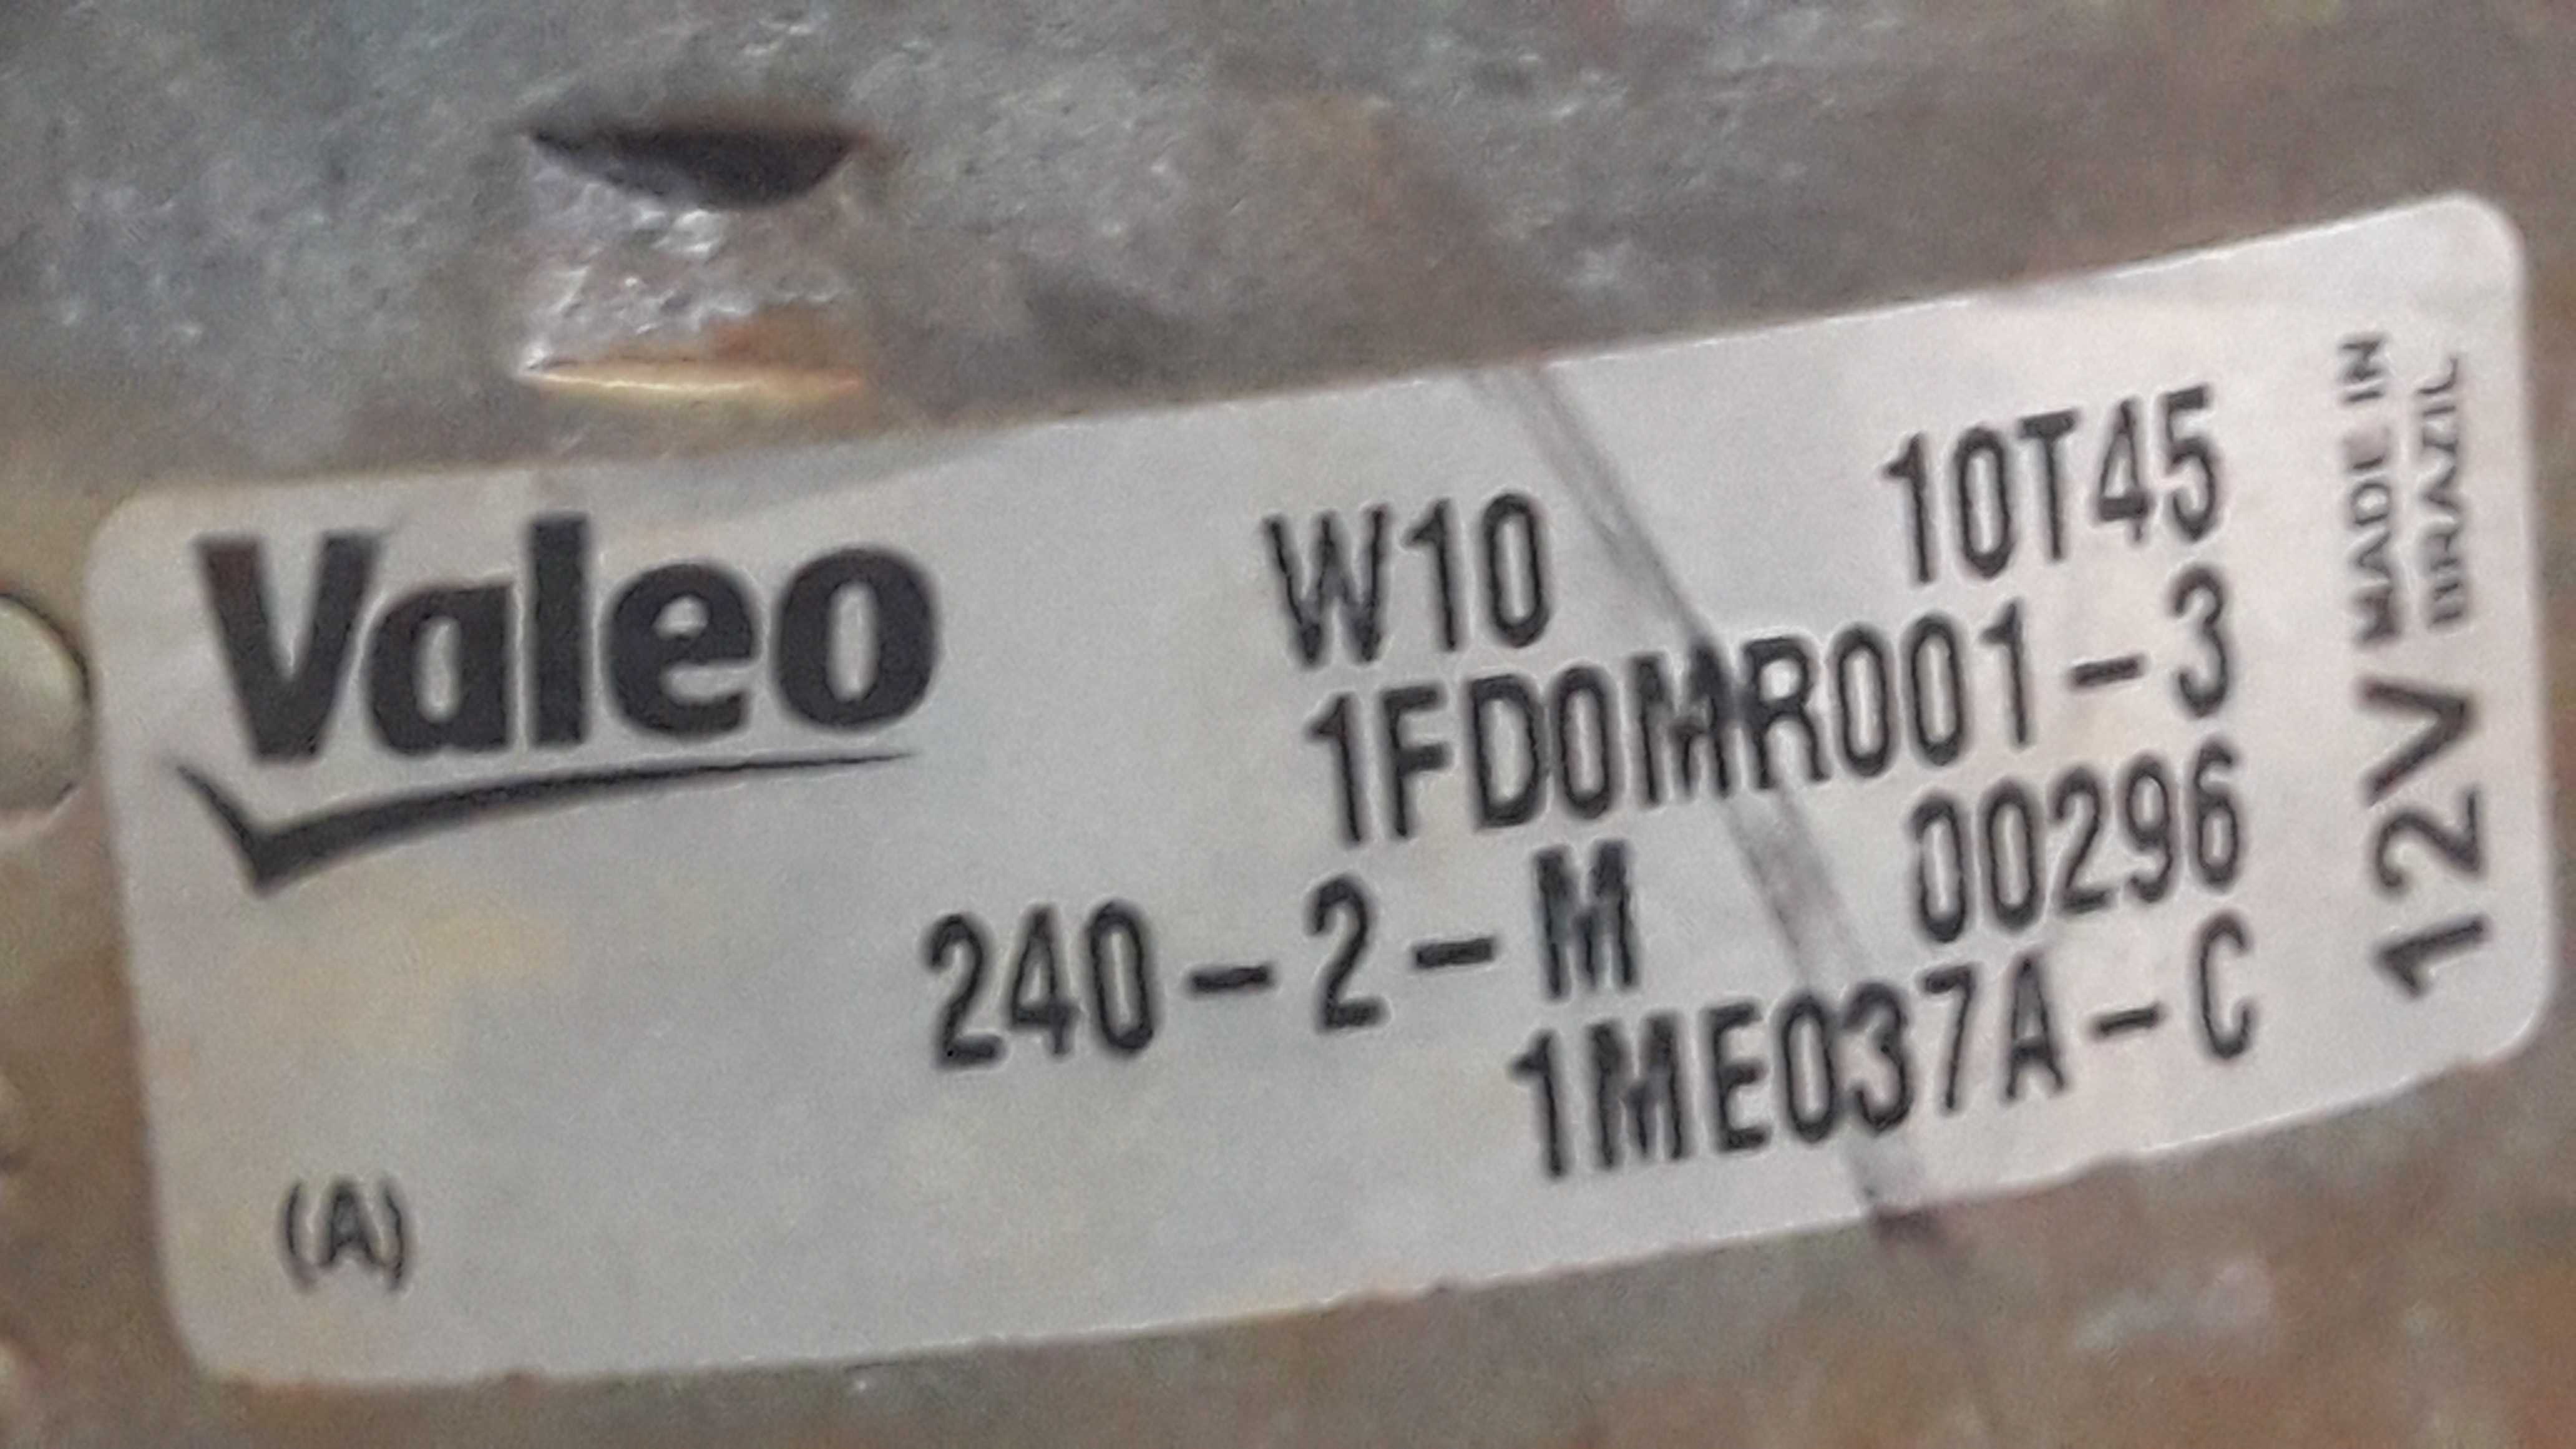 Valeo
W10 10T45
1FD0MR001-3
240-2-M 00296
1ME037A-C
(A)
12V MADE IN
BRAZIL